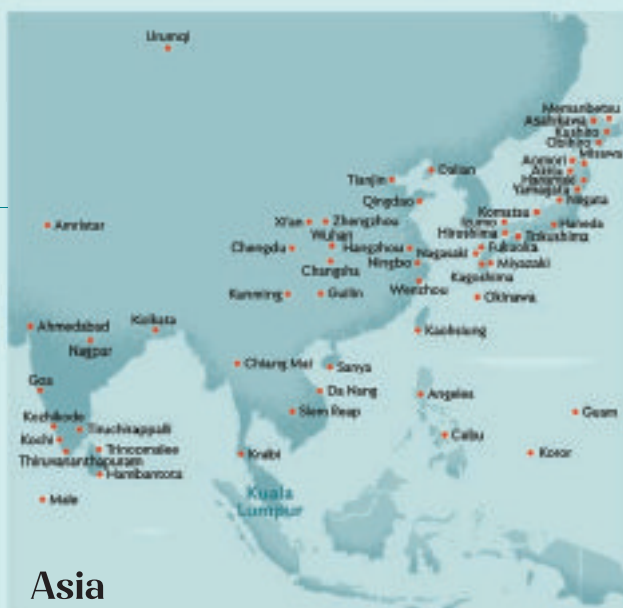 Urumqi
Memanbetsu
Asahikawa
Kushiro
Obihiro
Misawa
Aomori
Akita
Hanamaki
Yamagata
Niigata
Dalian
Tianjin
Qingdao
Komatsu
Izumo
Haneda
Hiroshima
Tokushima
Amristar
Xi'an
Zhengzhou
Wuhan
Chengdu
Hangzhou
Nagasaki
Fukuoka
Ningbo
Miyazaki
Changsha
Kagoshima
Kunming
Guilin
Wenzhou
Okinawa
Ahmedabad
Kolkata
Kaohsiung
Nagpar
Chiang Mai
Sanya
Goa
Da Nang
Angeles
Siem Reap
Guam
Kozhikode
Tiruchirappalli
Kochi
Cebu
Trincomalee
Krabi
Koror
Thiruvananthapuram
Hambantota
Kuala
Lumpur
Male
Asia